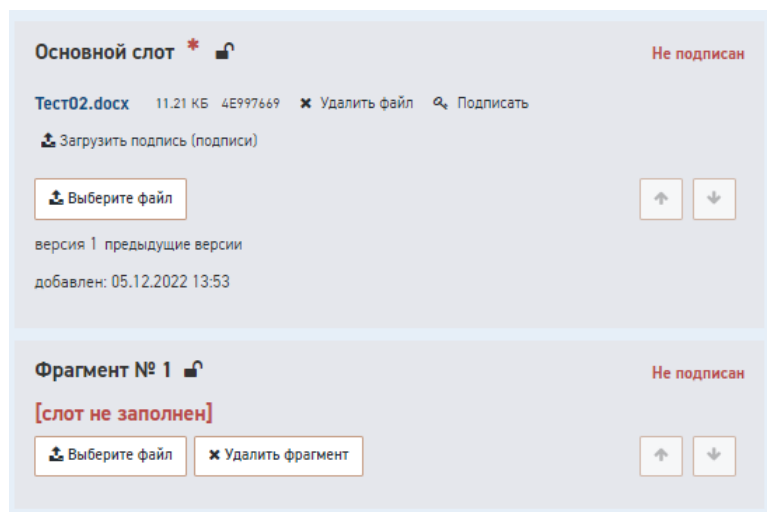 Основной слот *
Не подписан
Тест02.docx 11.21 КБ 4E997669 Удалить файл Подписать
Загрузить подпись (подписи)
Выберите файл
версия 1 предыдущие версии
добавлен: 05.12.2022 13:53
Фрагмент № 1
Не подписан
[слот не заполнен]
Выберите файл Удалить фрагмент